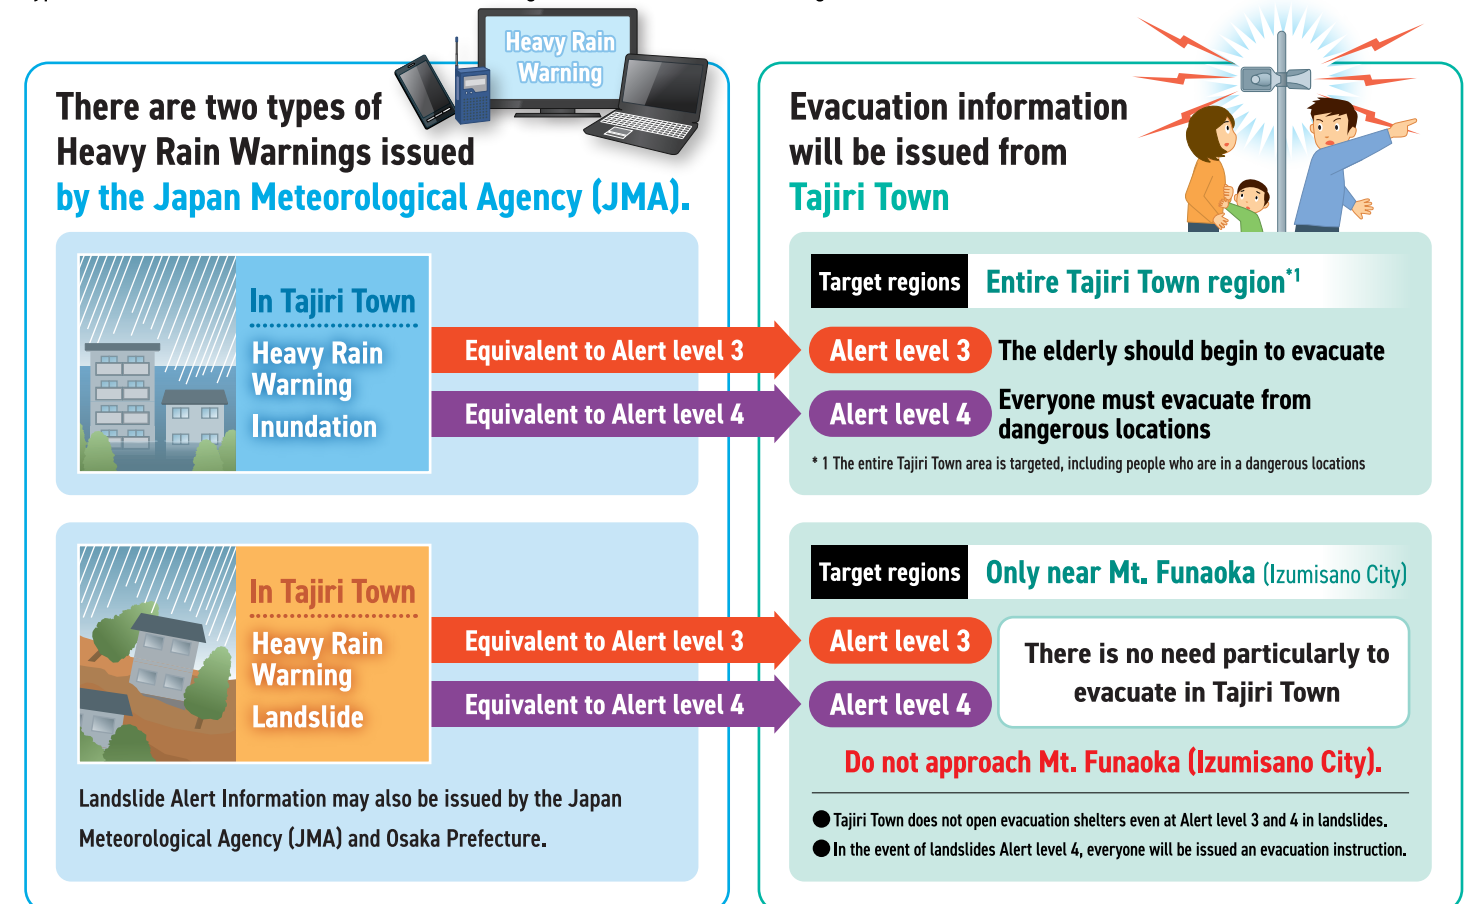 Heavy Rain
Warning
There are two types of
Heavy Rain Warnings issued
by the Japan Meteorological Agency (JMA).
In Tajiri Town
Heavy Rain
Warning
Inundation
Equivalent to Alert level 3
Equivalent to Alert level 4
In Tajiri Town
Heavy Rain
Warning
Landslide
Equivalent to Alert level 3
Equivalent to Alert level 4
Landslide Alert Information may also be issued by the Japan
Meteorological Agency (JMA) and Osaka Prefecture.
Evacuation information
will be issued from
Tajiri Town
Target regions Entire Tajiri Town region*1
Alert level 3 The elderly should begin to evacuate
Alert level 4 Everyone must evacuate from
dangerous locations
* 1 The entire Tajiri Town area is targeted, including people who are in a dangerous locations
Target regions Only near Mt. Funaoka (Izumisano City)
Alert level 3
Alert level 4
There is no need particularly to
evacuate in Tajiri Town
Do not approach Mt. Funaoka (Izumisano City).
● Tajiri Town does not open evacuation shelters even at Alert level 3 and 4 in landslides.
● In the event of landslides Alert level 4, everyone will be issued an evacuation instruction.